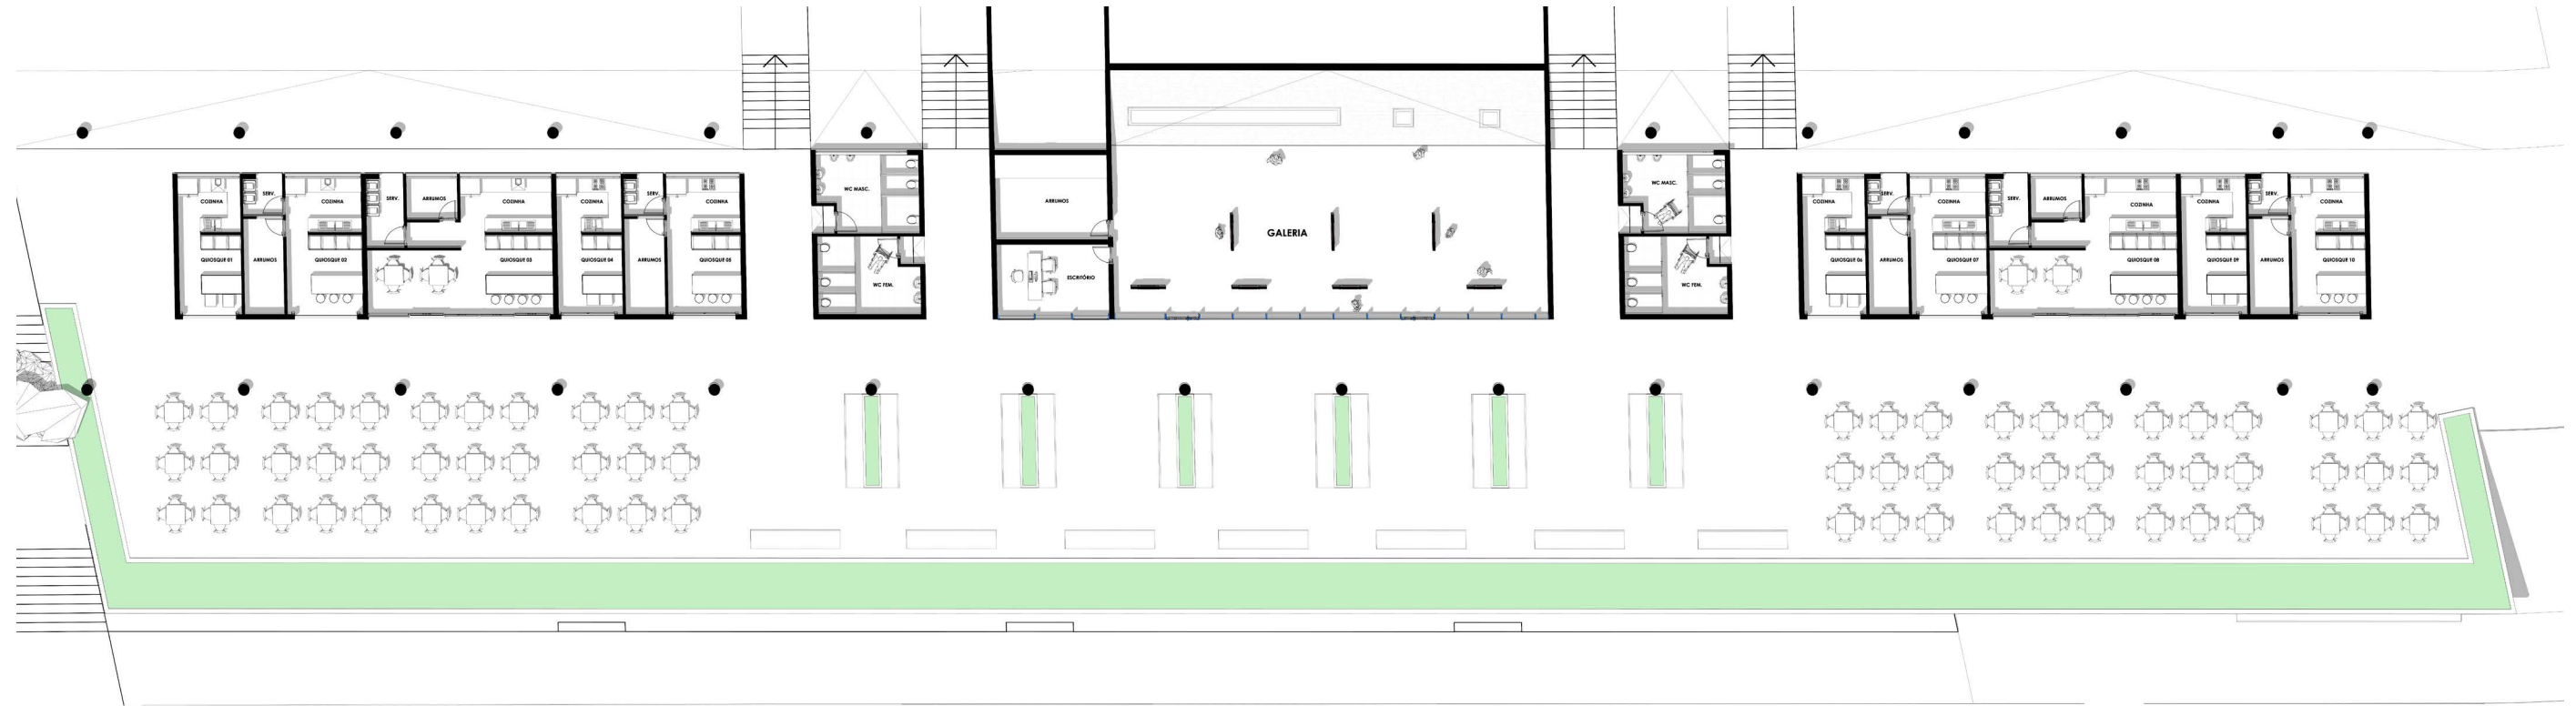 COZINHA
SERV.
COZINHA
SERV.
ARRUMOS
COZINHA
COZINHA
SERV.
COZINHA
QUIOSQUE 01
ARRUMOS
QUIOSQUE 02
QUIOSQUE 03
QUIOSQUE 04
ARRUMOS
QUIOSQUE 05
WC MASC.
WC FEM.
ARRUMOS
ESCRITÓRIO
GALERIA
WC MASC.
WC FEM.
COZINHA
SERV.
COZINHA
SERV.
ARRUMOS
COZINHA
COZINHA
SERV.
COZINHA
QUIOSQUE 06
ARRUMOS
QUIOSQUE 07
QUIOSQUE 08
QUIOSQUE 09
ARRUMOS
QUIOSQUE 10